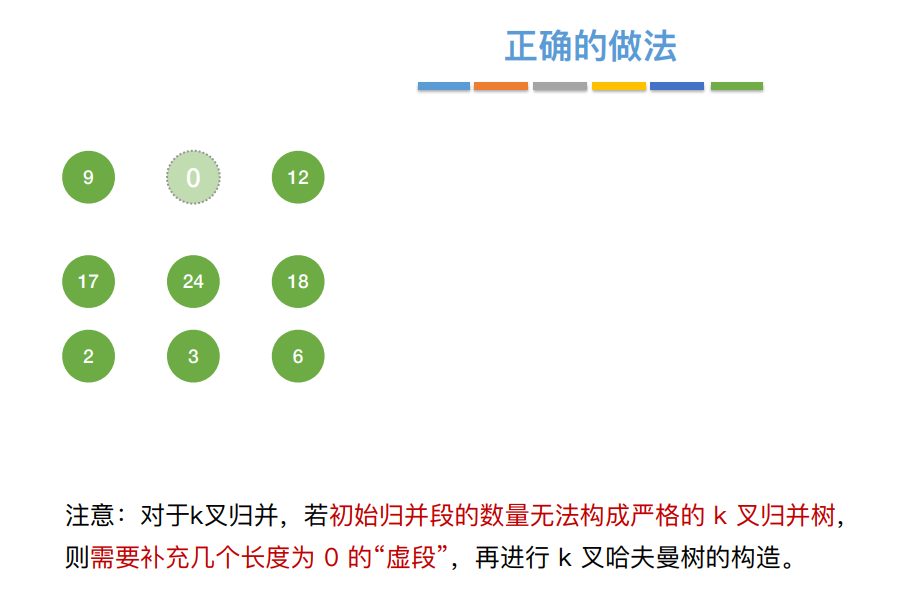 正确的做法
9 0 12
17 24 18
2 3 6
注意：对于k叉归并，若初始归并段的数量无法构成严格的 k 叉归并树，
则需要补充几个长度为 0 的“虚段”，再进行 k 叉哈夫曼树的构造。